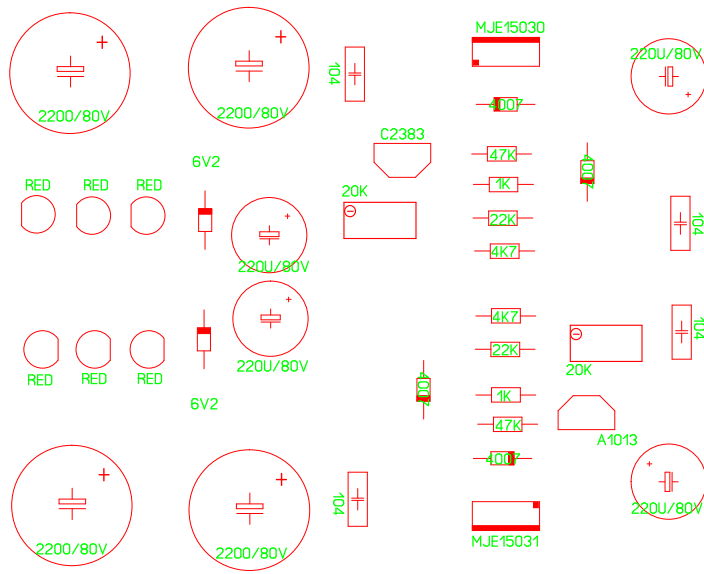 MJE15030
220U/80V
104
4007
2200/80V
2200/80V
C2383
47K
4007
6V2
RED
RED
RED
1K
20K
22K
104
4K7
220U/80V
4K7
104
22K
220U/80V
20K
RED
RED
RED
4007
1K
6V2
47K
A1013
4007
104
220U/80V
MJE15031
2200/80V
2200/80V